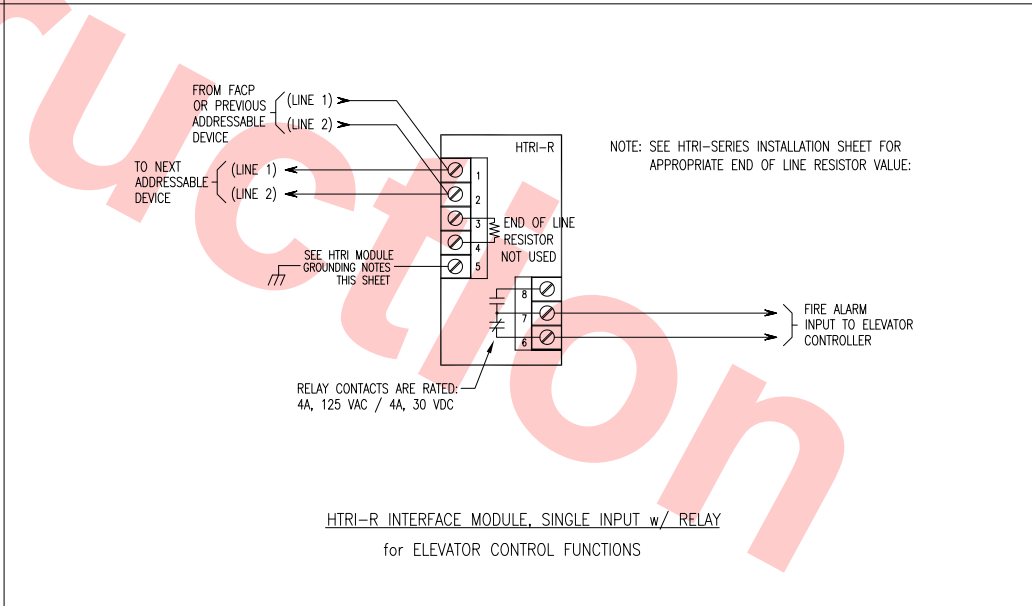 FROM FACP
OR PREVIOUS
ADDRESSABLE
DEVICE
(LINE 1)
(LINE 2)
TO NEXT
ADDRESSABLE
DEVICE
(LINE 1)
(LINE 2)
SEE HTRI MODULE
GROUNDING NOTES
THIS SHEET
HTRI-R
1
2
3
4
5
END OF LINE
RESISTOR
NOT USED
8
7
6
NOTE: SEE HTRI-SERIES INSTALLATION SHEET FOR
APPROPRIATE END OF LINE RESISTOR VALUE:
FIRE ALARM
INPUT TO ELEVATOR
CONTROLLER
RELAY CONTACTS ARE RATED:
4A, 125 VAC / 4A, 30 VDC
HTRI-R INTERFACE MODULE, SINGLE INPUT w/ RELAY
for ELEVATOR CONTROL FUNCTIONS
ruction